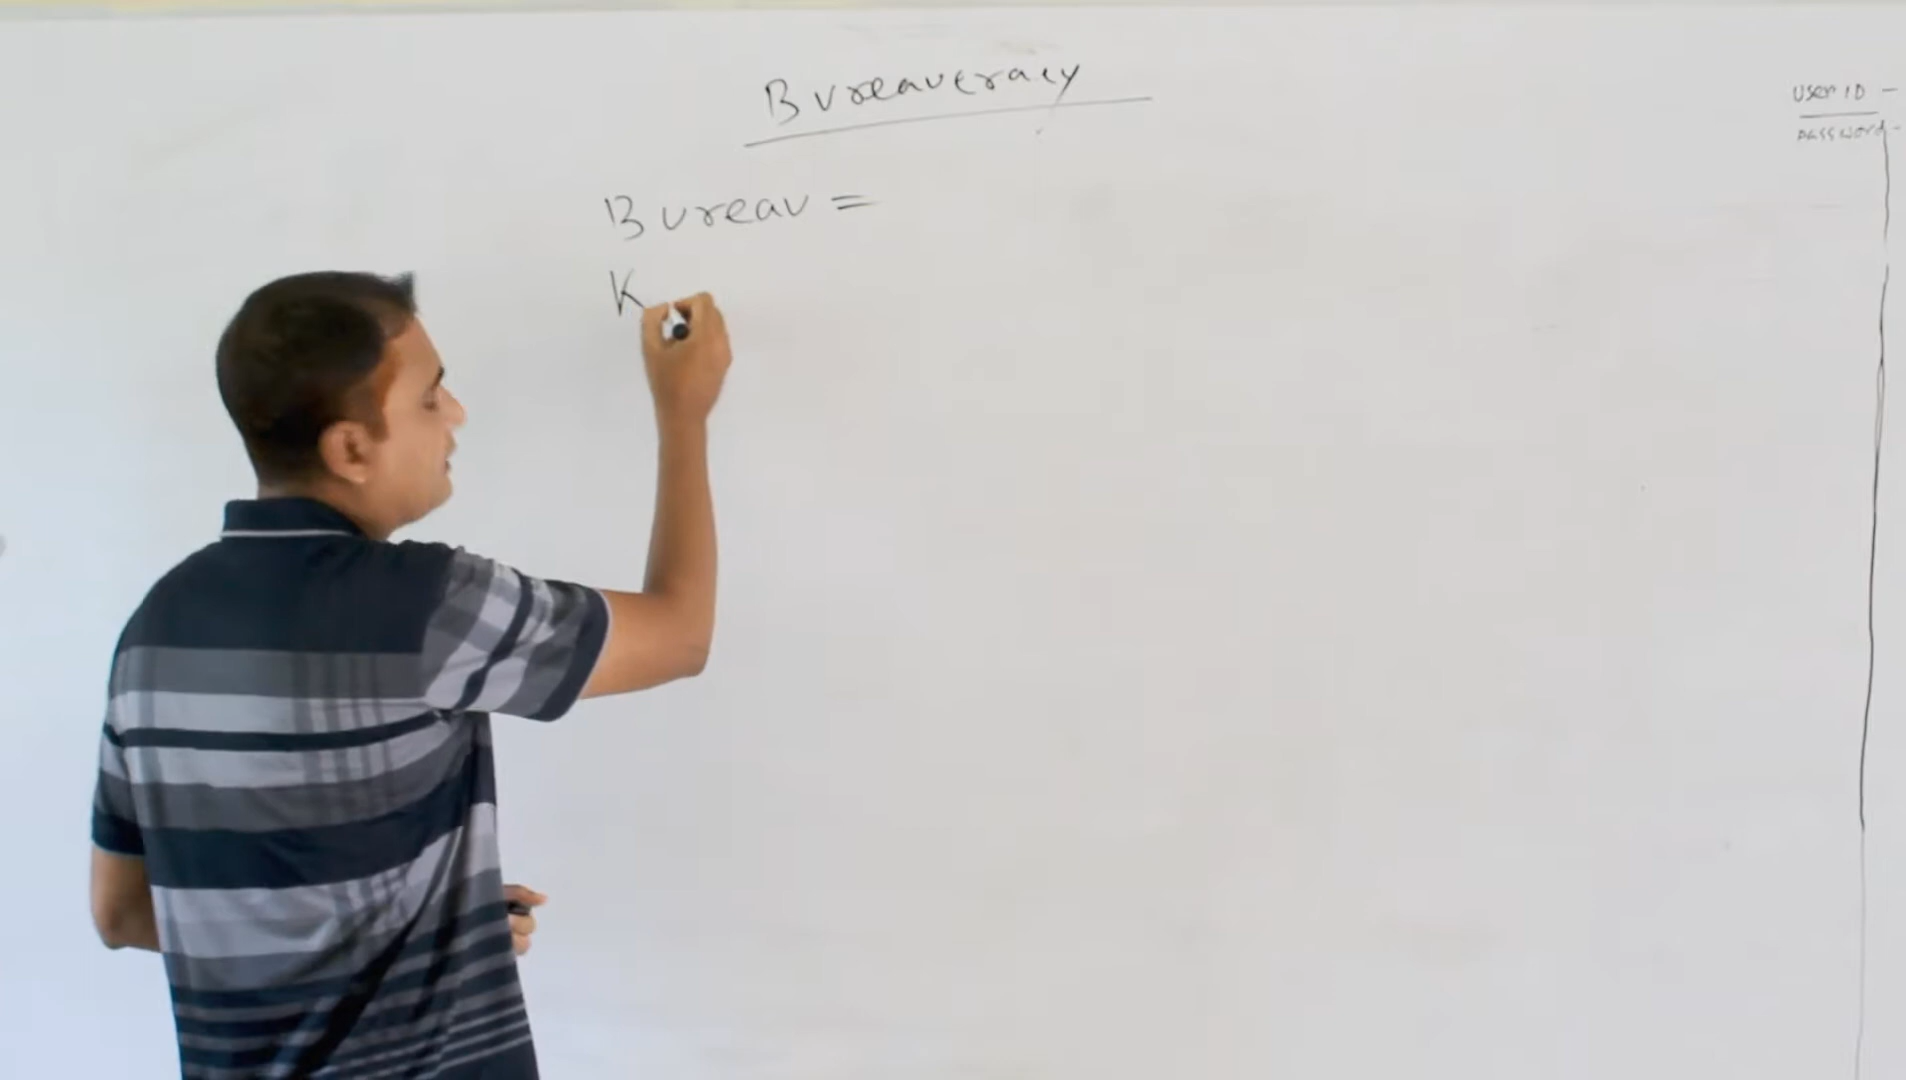 Bureaucracy
Bureau =
K
User ID -
Password -